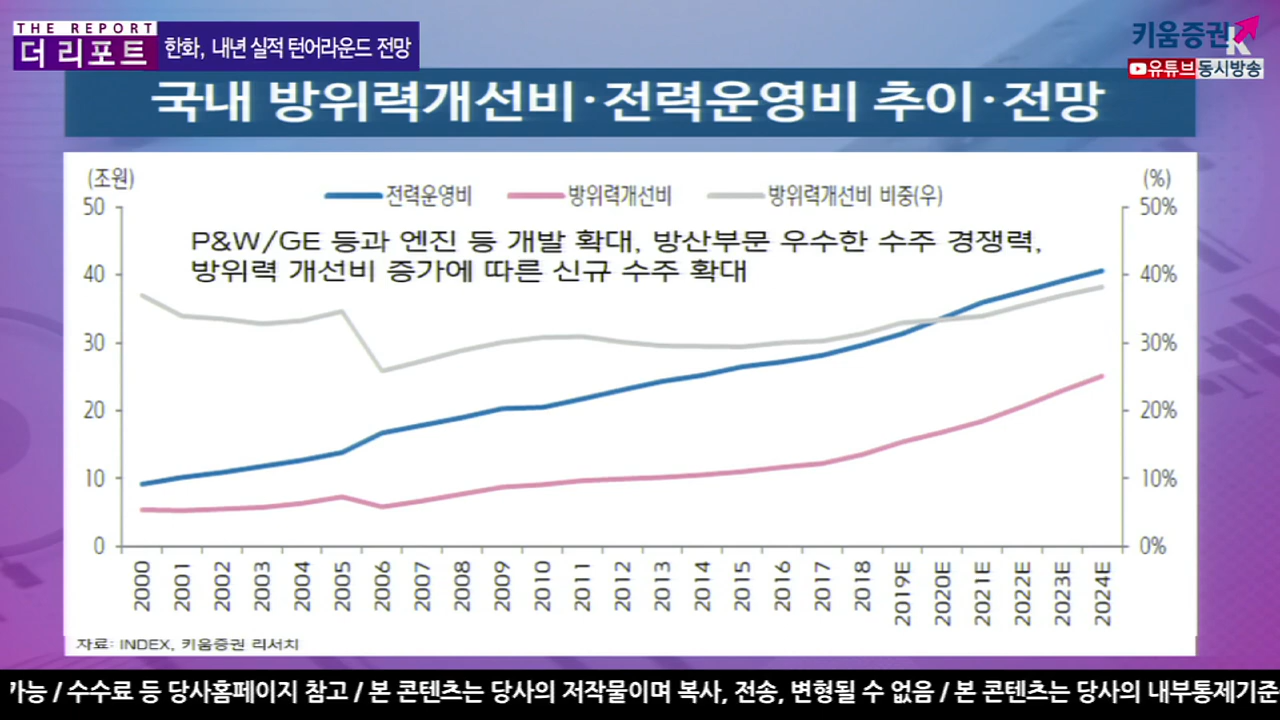 THE REPORT
더 리포트
한화, 내년 실적 턴어라운드 전망
키움증권
유튜브 동시방송
국내 방위력개선비·전력운영비 추이·전망
(조원)
(%)
전력운영비 방위력개선비 방위력개선비 비중(우)
P&W/GE 등과 엔진 등 개발 확대, 방산부문 우수한 수주 경쟁력,
방위력 개선비 증가에 따른 신규 수주 확대
50 50%
40 40%
30 30%
20 20%
10 10%
0 0%
2000 2001 2002 2003 2004 2005 2006 2007 2008 2009 2010 2011 2012 2013 2014 2015 2016 2017 2018 2019E 2020E 2021E 2022E 2023E 2024E
자료: INDEX, 키움증권 리서치
가능 / 수수료 등 당사홈페이지 참고 / 본 콘텐츠는 당사의 저작물이며 복사, 전송, 변형될 수 없음 / 본 콘텐츠는 당사의 내부통제기준